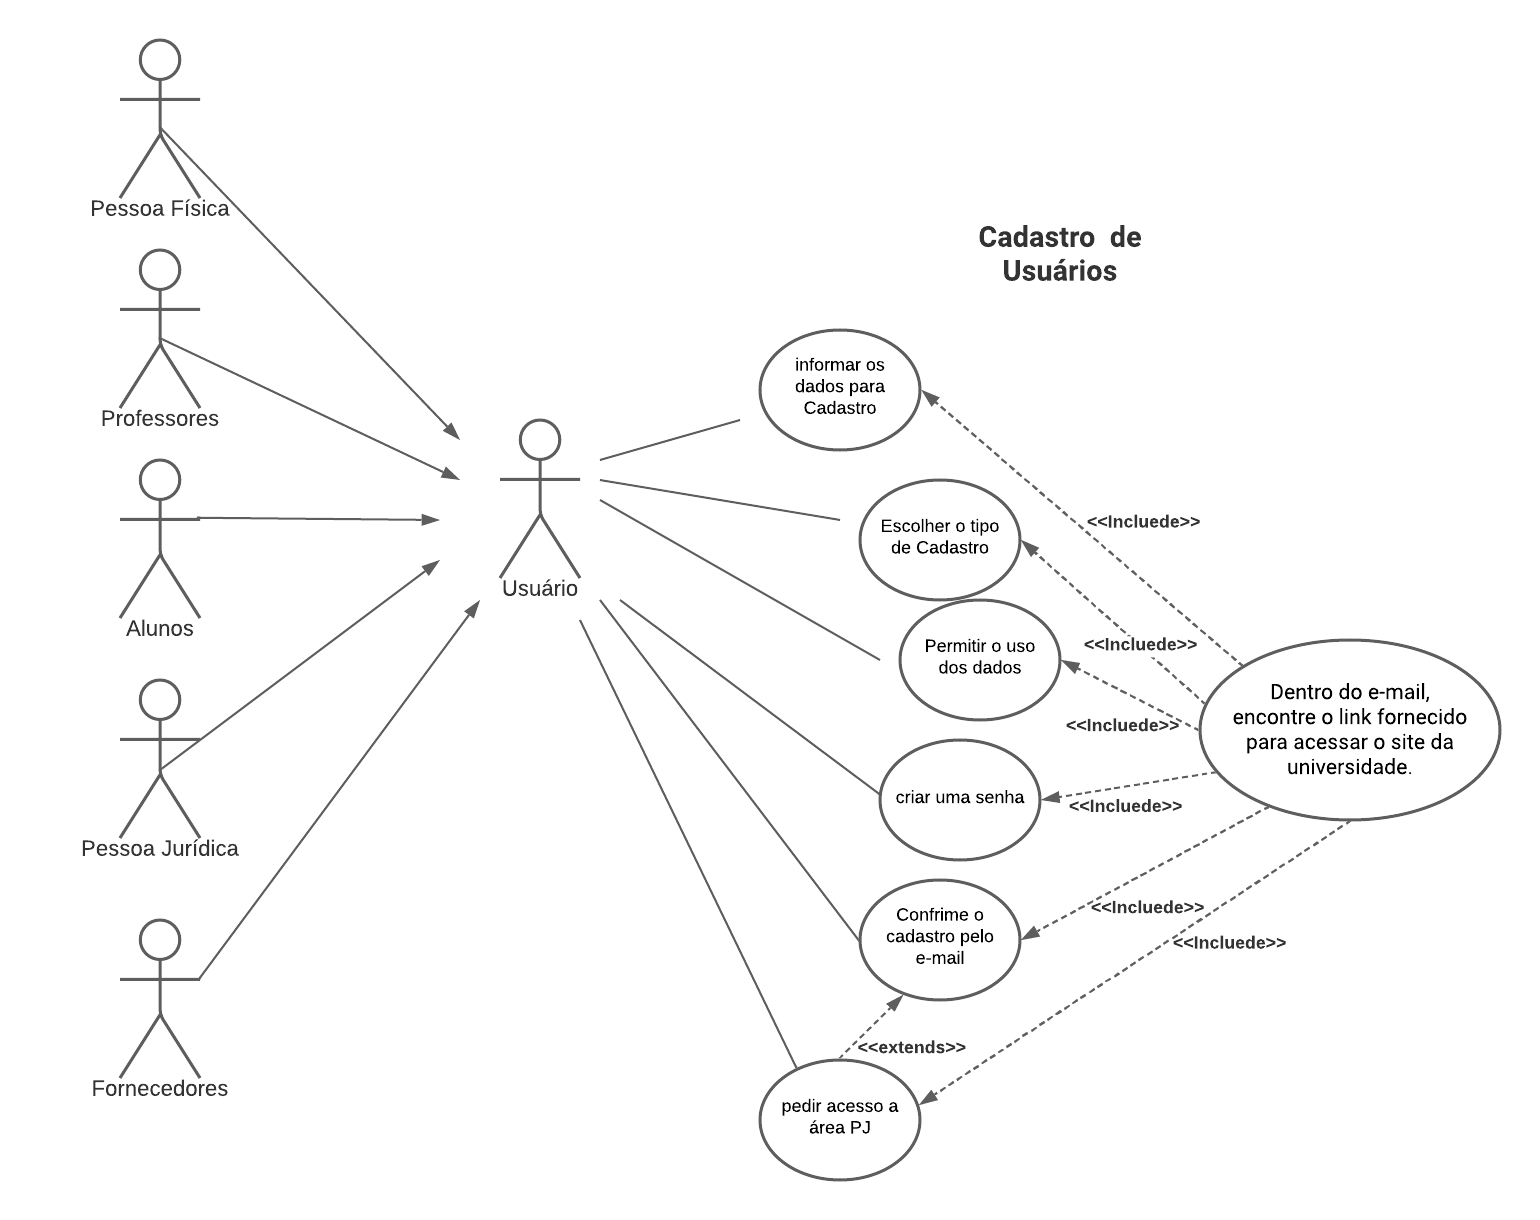 Pessoa Física
Professores
Alunos
Pessoa Jurídica
Fornecedores
Usuário
Cadastro de
Usuários
informar os
dados para
Cadastro
Escolher o tipo
de Cadastro
Permitir o uso
dos dados
criar uma senha
Confrime o
cadastro pelo
e-mail
pedir acesso a
área PJ
<<Incluede>>
<<Incluede>>
<<Incluede>>
<<Incluede>>
<<Incluede>>
<<Incluede>>
<<extends>>
Dentro do e-mail,
encontre o link fornecido
para acessar o site da
universidade.